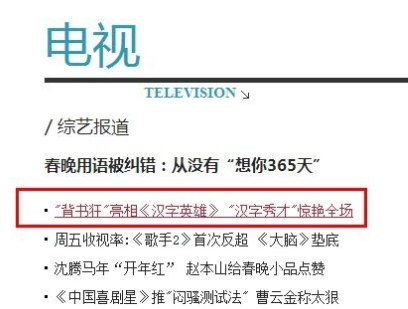 电视
TELEVISION ↘
/ 综艺报道
春晚用语被纠错：从没有“想你365天”
· "背书狂"亮相《汉字英雄》 "汉字秀才"惊艳全场
· 周五收视率:《歌手2》首次反超 《大脑》垫底
· 沈腾马年“开年红” 赵本山给春晚小品点赞
· 《中国喜剧星》推"闷骚测试法" 曹云金称太狠